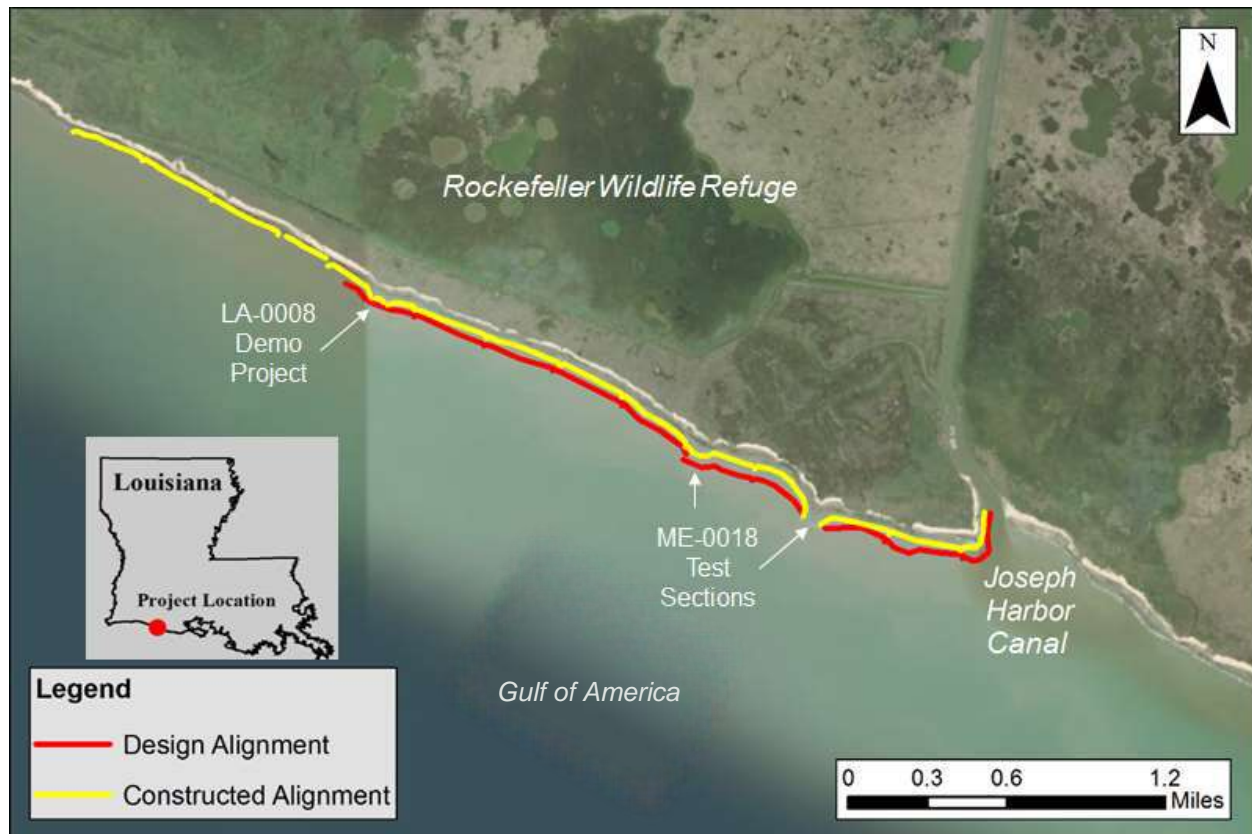 N
Rockefeller Wildlife Refuge
LA-0008
Demo
Project
ME-0018
Test
Sections
Joseph
Harbor
Canal
Louisiana
Project Location
Gulf of America
Legend
Design Alignment
Constructed Alignment
0 0.3 0.6 1.2
Miles